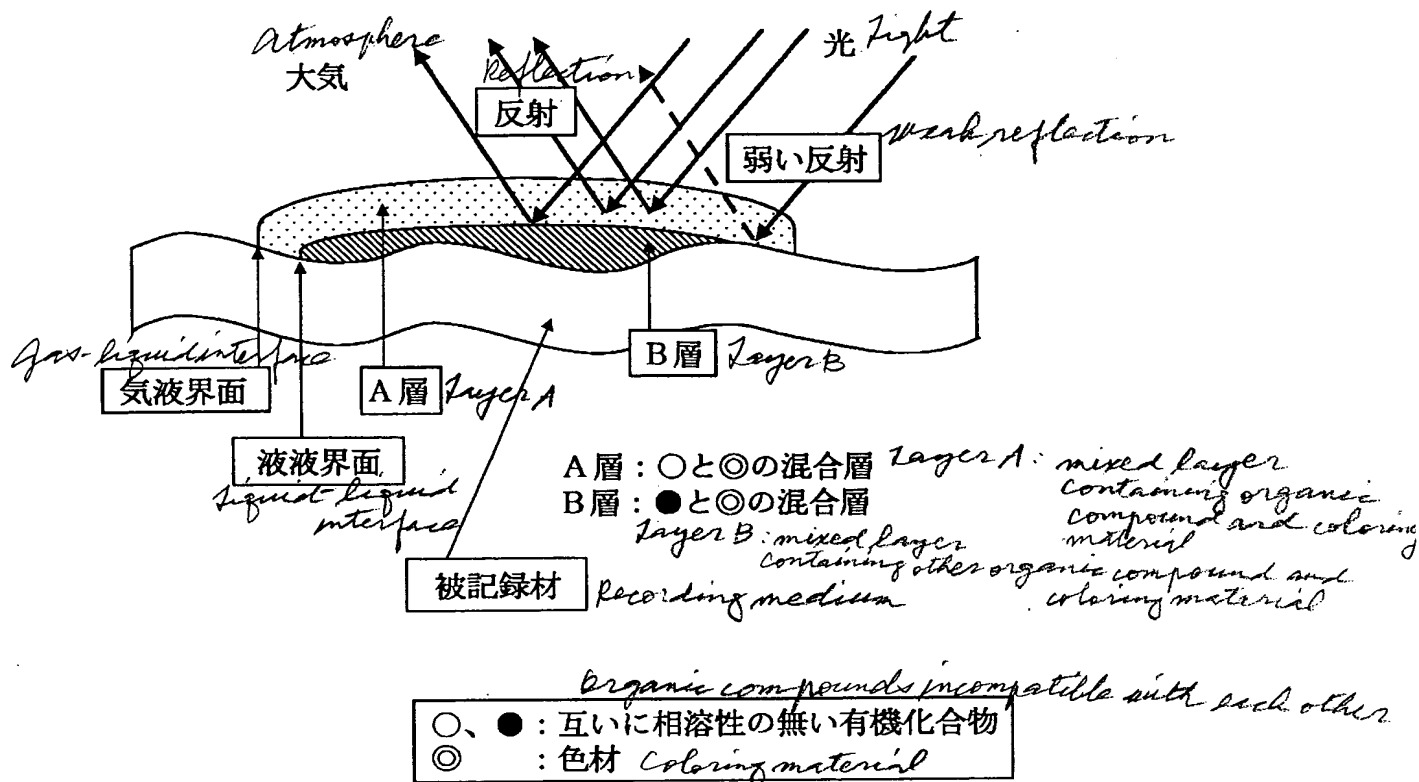 Atmosphere
大気
Reflection
反射
光 Light
weak reflection
弱い反射
gas-liquid interface
気液界面
A層 Layer A
B層 Layer B
液液界面
Liquid-liquid
interface
A層：○と◎の混合層 Layer A: mixed layer
containing organic
compound and coloring
material
B層：●と◎の混合層
Layer B: mixed layer
containing other organic compound and
coloring material
被記録材 Recording medium
Organic compounds incompatible with each other
○、●：互いに相溶性の無い有機化合物
◎　　：色材 Coloring material